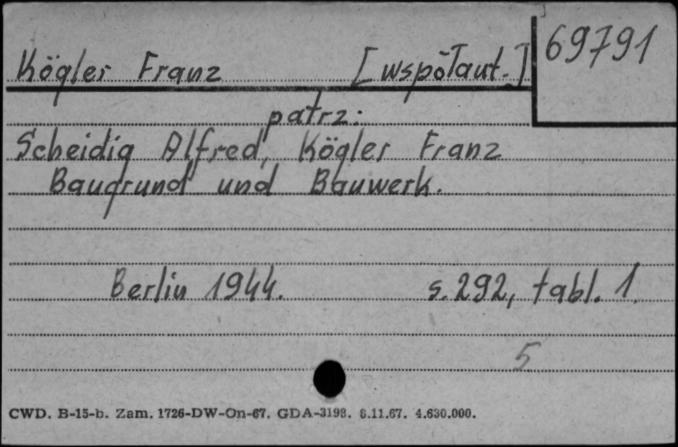 Kögler Franz [współaut.] 69791
patrz:
Scheidig Alfred, Kögler Franz
Baugrund und Bauwerk.
Berlin 1944. s. 292, tabl. 1.
5
CWD. B-15-b. Zam. 1726-DW-On-67. GDA-3198. 8.11.67. 4.630.000.